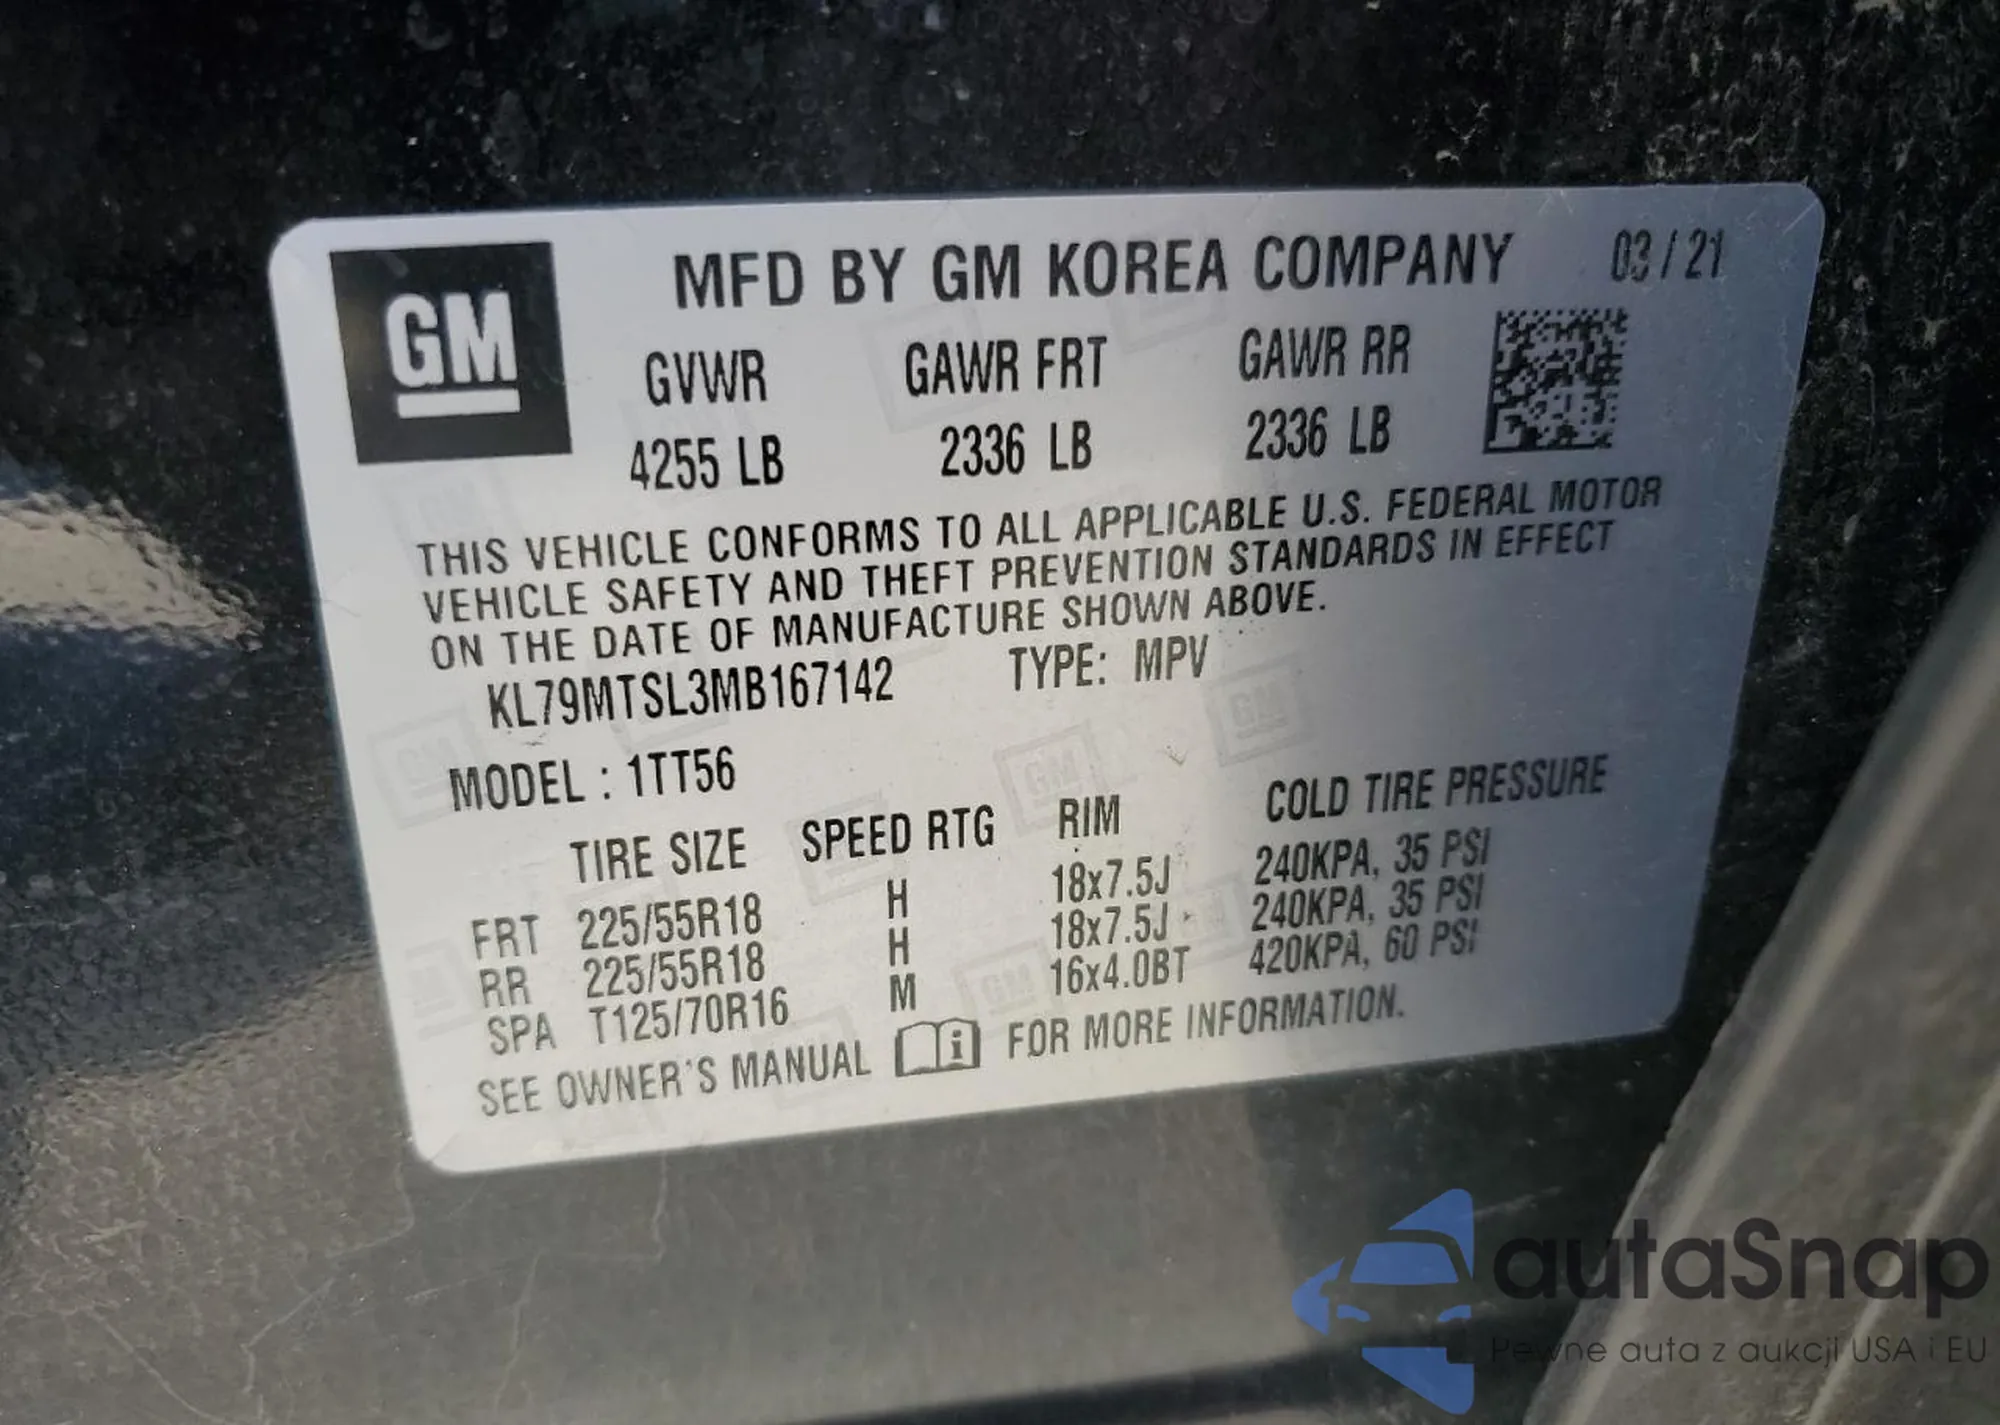 GM
MFD BY GM KOREA COMPANY 03/21
GVWR GAWR FRT GAWR RR
4255 LB 2336 LB 2336 LB
THIS VEHICLE CONFORMS TO ALL APPLICABLE U.S. FEDERAL MOTOR
VEHICLE SAFETY AND THEFT PREVENTION STANDARDS IN EFFECT
ON THE DATE OF MANUFACTURE SHOWN ABOVE.
KL79MTSL3MB167142 TYPE: MPV
MODEL : 1TT56
TIRE SIZE SPEED RTG RIM COLD TIRE PRESSURE
FRT 225/55R18 H 18x7.5J 240KPA, 35 PSI
RR 225/55R18 H 18x7.5J 240KPA, 35 PSI
SPA T125/70R16 M 16x4.0BT 420KPA, 60 PSI
SEE OWNER'S MANUAL i FOR MORE INFORMATION.
autaSnap
Pewne auta z aukcji USA i EU